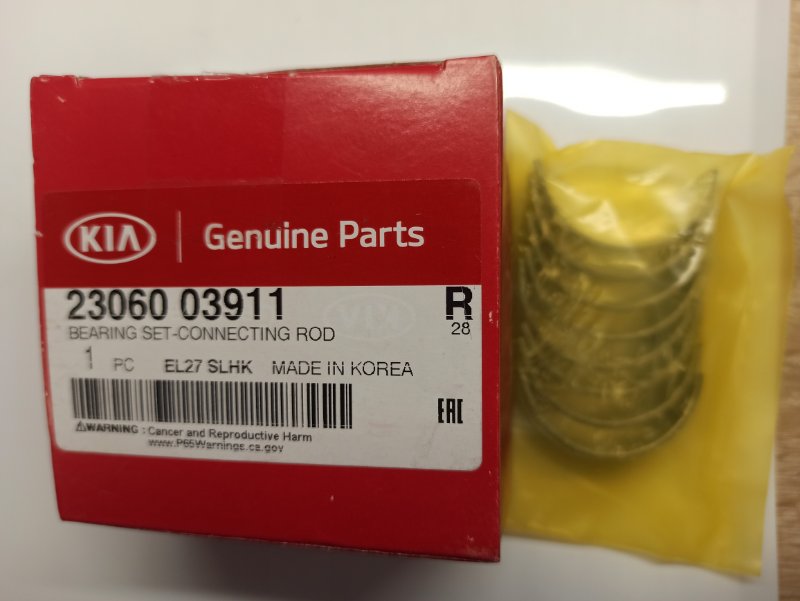 KIA Genuine Parts
23060 03911 R
BEARING SET-CONNECTING ROD 28
1 PC EL27 SLHK MADE IN KOREA
⚠WARNING : Cancer and Reproductive Harm
www.P65Warnings.ca.gov
EAC
KIA